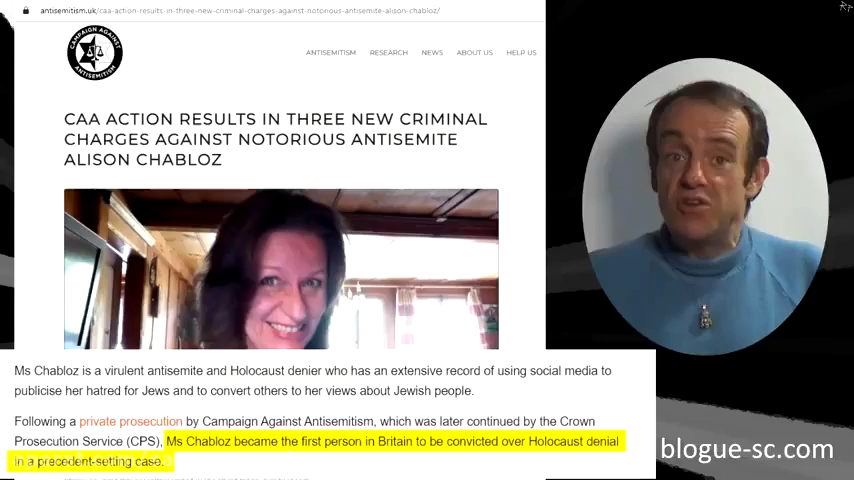 antisemitism.uk/caa-action-results-in-three-new-criminal-charges-against-notorious-antisemite-alison-chabloz/
CAMPAIGN AGAINST ANTISEMITISM
ANTISEMITISM RESEARCH NEWS ABOUT US HELP US
CAA ACTION RESULTS IN THREE NEW CRIMINAL
CHARGES AGAINST NOTORIOUS ANTISEMITE
ALISON CHABLOZ
Ms Chabloz is a virulent antisemite and Holocaust denier who has an extensive record of using social media to
publicise her hatred for Jews and to convert others to her views about Jewish people.
Following a private prosecution by Campaign Against Antisemitism, which was later continued by the Crown
Prosecution Service (CPS), Ms Chabloz became the first person in Britain to be convicted over Holocaust denial
in a precedent-setting case.
blogue-sc.com